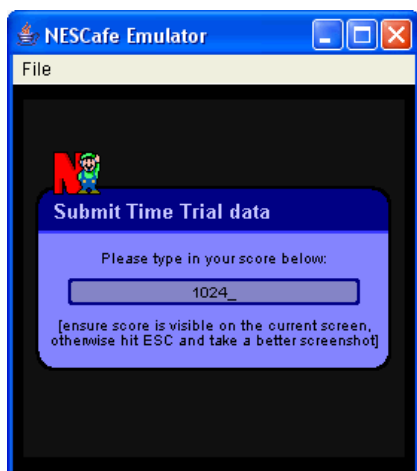 NESCafe Emulator
File
N
Submit Time Trial data
Please type in your score below:
1024_
[ensure score is visible on the current screen,
otherwise hit ESC and take a better screenshot]